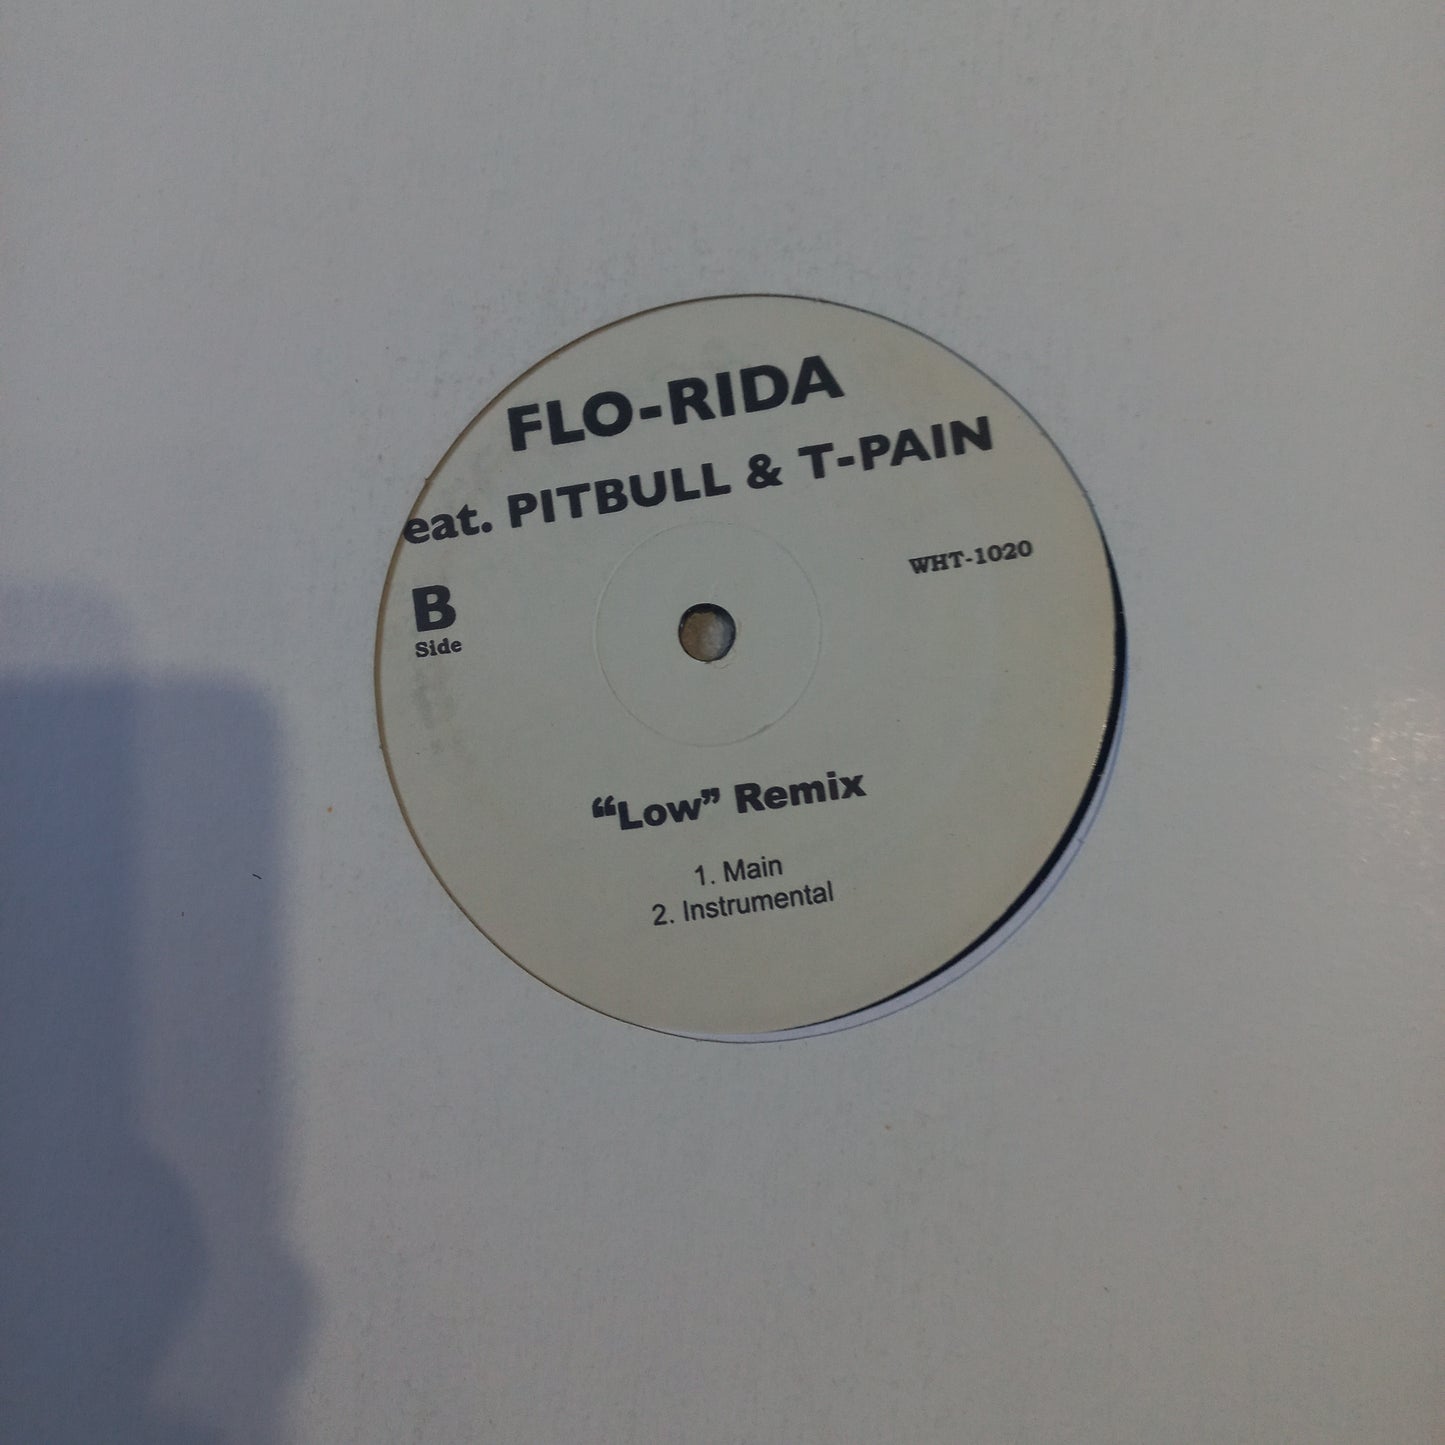 FLO-RIDA
eat. PITBULL & T-PAIN
WHT-1020
B
Side
“Low” Remix
1. Main
2. Instrumental